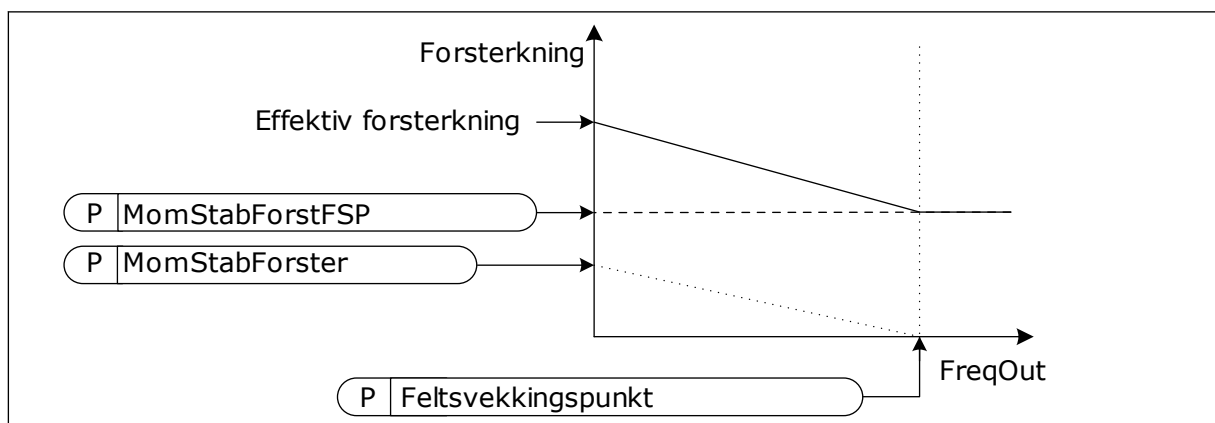 Forsterkning
Effektiv forsterkning
P MomStabForstFSP
P MomStabForster
FreqOut
P Feltsvekkingspunkt